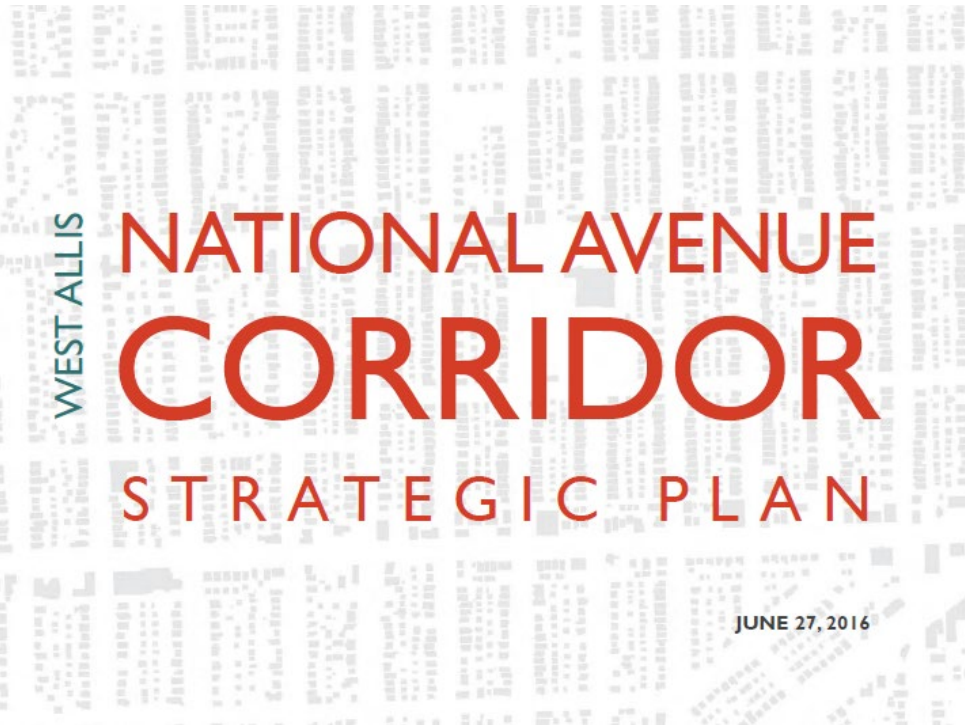 WEST ALLIS
NATIONAL AVENUE
CORRIDOR
STRATEGIC PLAN
JUNE 27, 2016